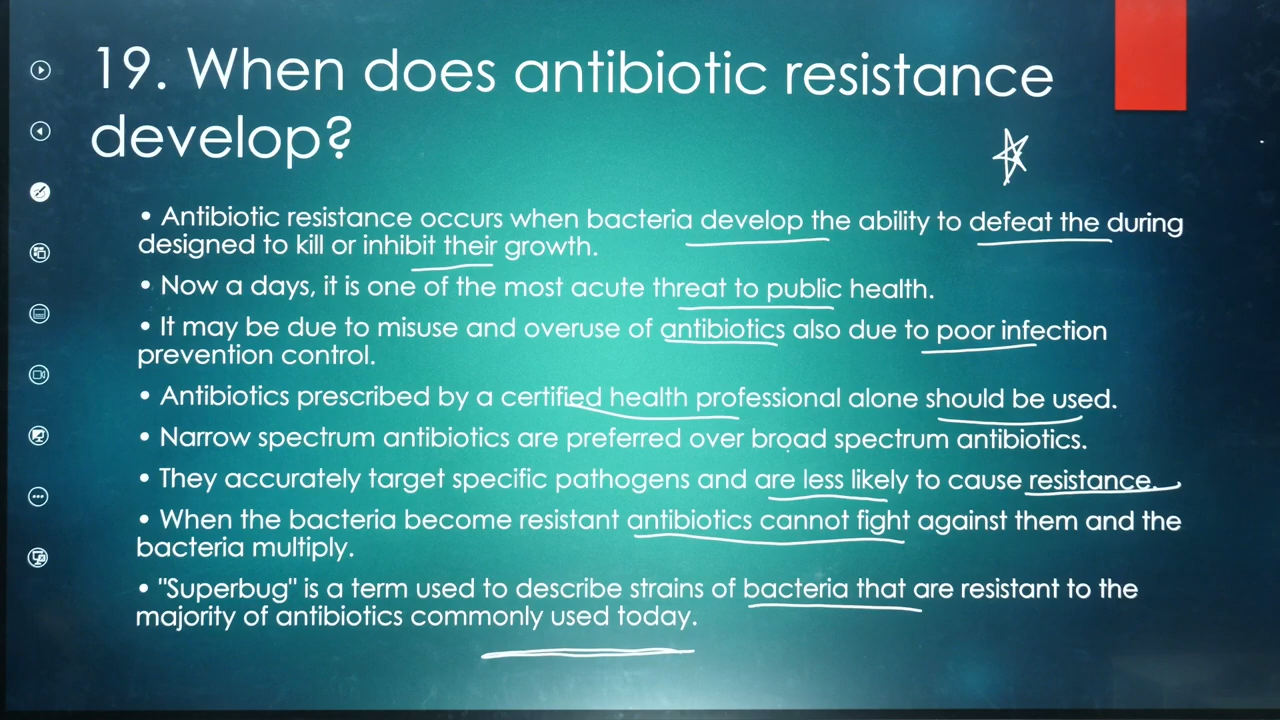 19. When does antibiotic resistance
develop?
• Antibiotic resistance occurs when bacteria develop the ability to defeat the during
designed to kill or inhibit their growth.
• Now a days, it is one of the most acute threat to public health.
• It may be due to misuse and overuse of antibiotics also due to poor infection
prevention control.
• Antibiotics prescribed by a certified health professional alone should be used.
• Narrow spectrum antibiotics are preferred over broad spectrum antibiotics.
• They accurately target specific pathogens and are less likely to cause resistance.
• When the bacteria become resistant antibiotics cannot fight against them and the
bacteria multiply.
• "Superbug" is a term used to describe strains of bacteria that are resistant to the
majority of antibiotics commonly used today.